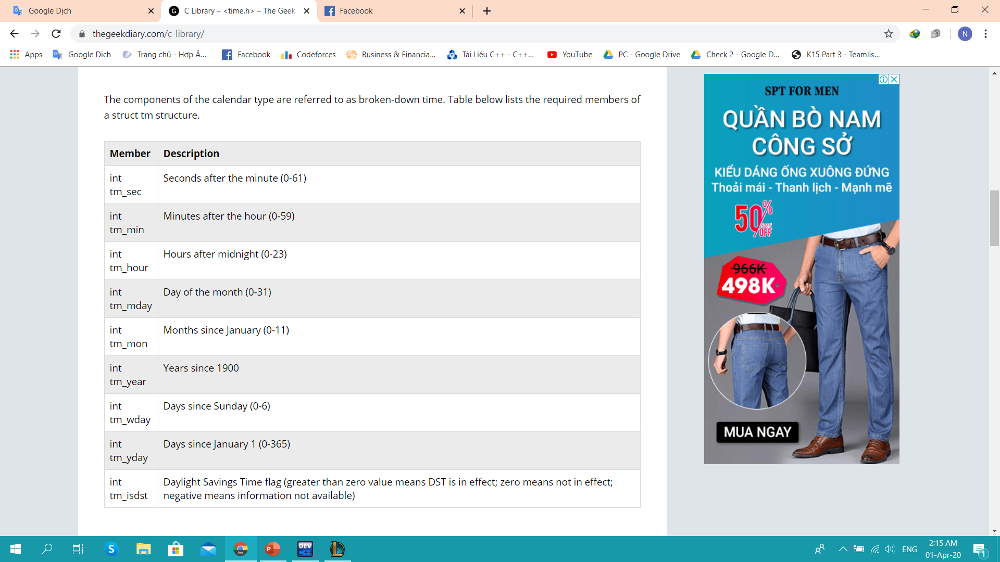 Google Dịch
C Library – <time.h> – The Geek
Facebook
thegeekdiary.com/c-library/
N
Apps
Google Dịch
Trang chủ - Hợp Â...
Facebook
Codeforces
Business & Financia...
Tài Liệu C++ - C++...
YouTube
PC - Google Drive
Check 2 - Google D...
K15 Part 3 - Teamlis...
The components of the calendar type are referred to as broken-down time. Table below lists the required members of
a struct tm structure.
Member Description
int
tm_sec
Seconds after the minute (0-61)
int
tm_min
Minutes after the hour (0-59)
int
tm_hour
Hours after midnight (0-23)
int
tm_mday
Day of the month (0-31)
int
tm_mon
Months since January (0-11)
int
tm_year
Years since 1900
int
tm_wday
Days since Sunday (0-6)
int
tm_yday
Days since January 1 (0-365)
int
tm_isdst
Daylight Savings Time flag (greater than zero value means DST is in effect; zero means not in effect;
negative means information not available)
SPT FOR MEN
QUẦN BÒ NAM
CÔNG SỞ
KIỂU DÁNG ỐNG XUÔNG ĐỨNG
Thoải mái - Thanh lịch - Mạnh mẽ
50%
OFF
966K
498K
MUA NGAY
DEV
C++
ENG
2:15 AM
01-Apr-20
1